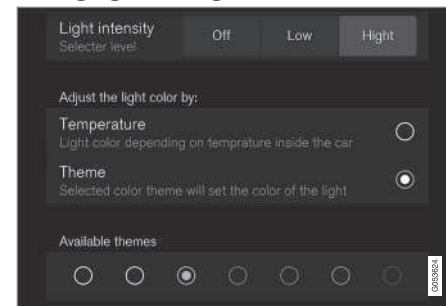 Light intensity Off Low Hight
Selecter level
Adjust the light color by:
Temperature
Light color depending on temprature inside the car
Theme
Selected color theme will set the color of the light
Available themes
G053624